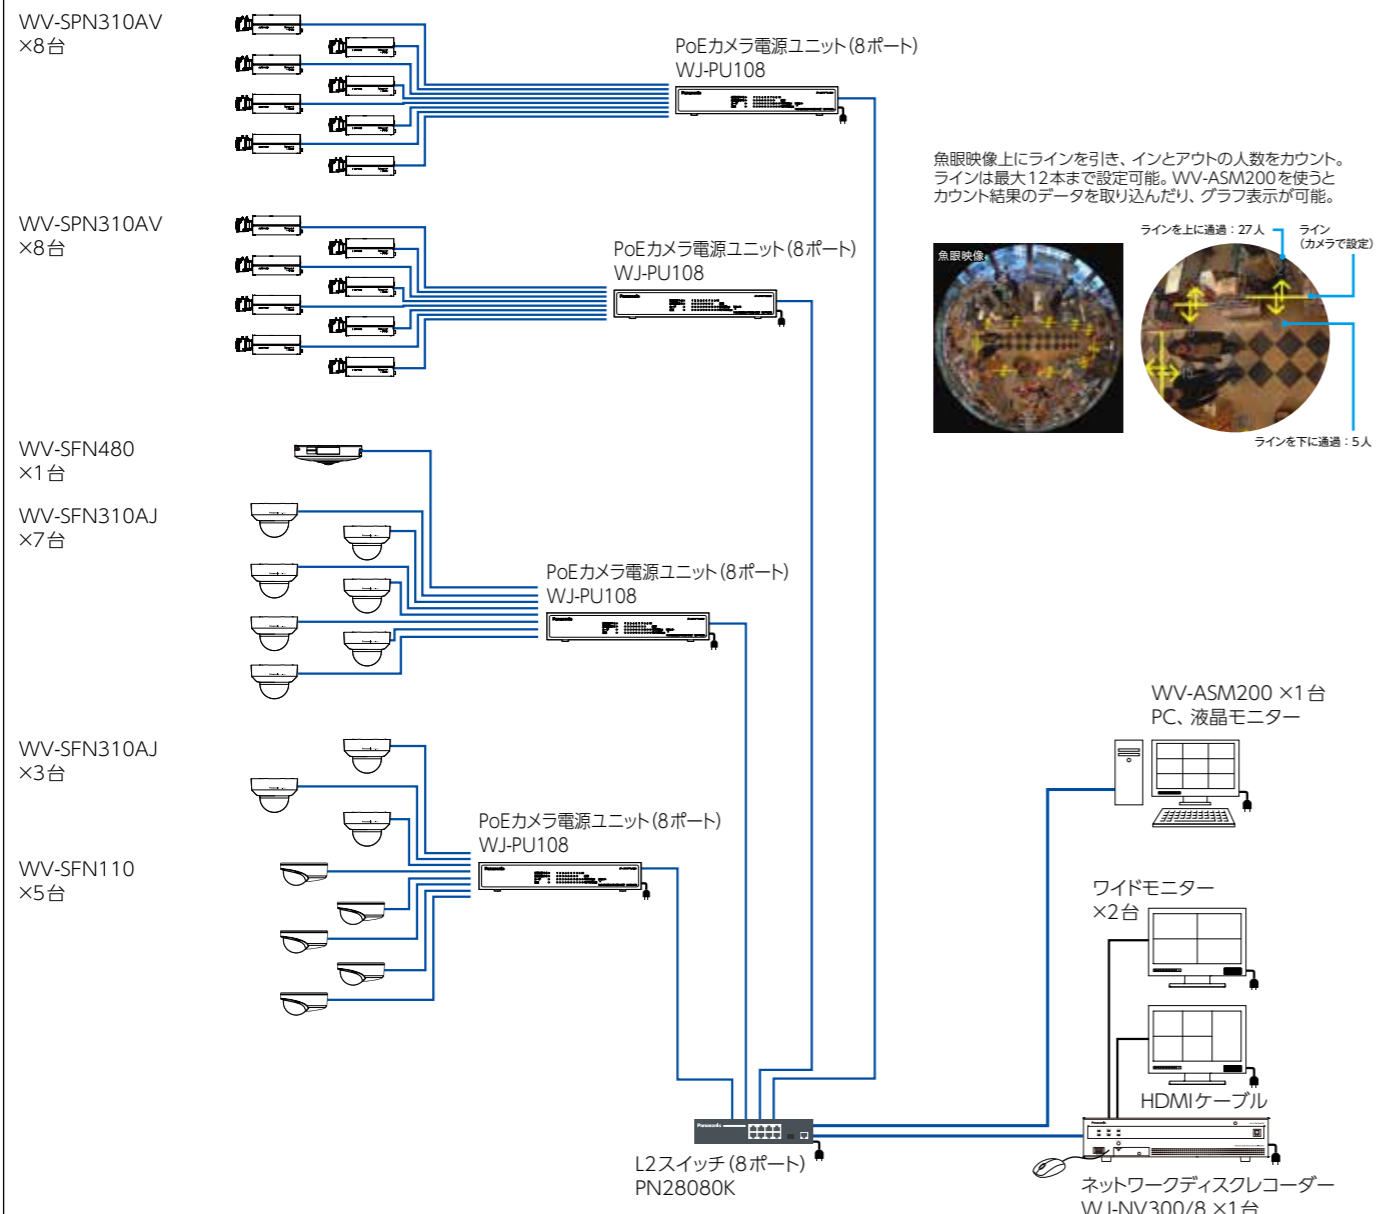 WV-SPN310AV
×8台
PoEカメラ電源ユニット(8ポート)
WJ-PU108
Panasonic
魚眼映像上にラインを引き、インとアウトの人数をカウント。
ラインは最大12本まで設定可能。WV-ASM200を使うと
カウント結果のデータを取り込んだり、グラフ表示が可能。
WV-SPN310AV
×8台
PoEカメラ電源ユニット(8ポート)
WJ-PU108
Panasonic
魚眼映像
ラインを上に通過：27人
ライン
(カメラで設定)
ラインを下に通過：5人
WV-SFN480
×1台
WV-SFN310AJ
×7台
PoEカメラ電源ユニット(8ポート)
WJ-PU108
Panasonic
WV-SFN310AJ
×3台
PoEカメラ電源ユニット(8ポート)
WJ-PU108
Panasonic
WV-SFN110
×5台
WV-ASM200 ×1台
PC、液晶モニター
ワイドモニター
×2台
HDMIケーブル
Panasonic
L2スイッチ(8ポート)
PN28080K
ネットワークディスクレコーダー
WJ-NV300/8 ×1台